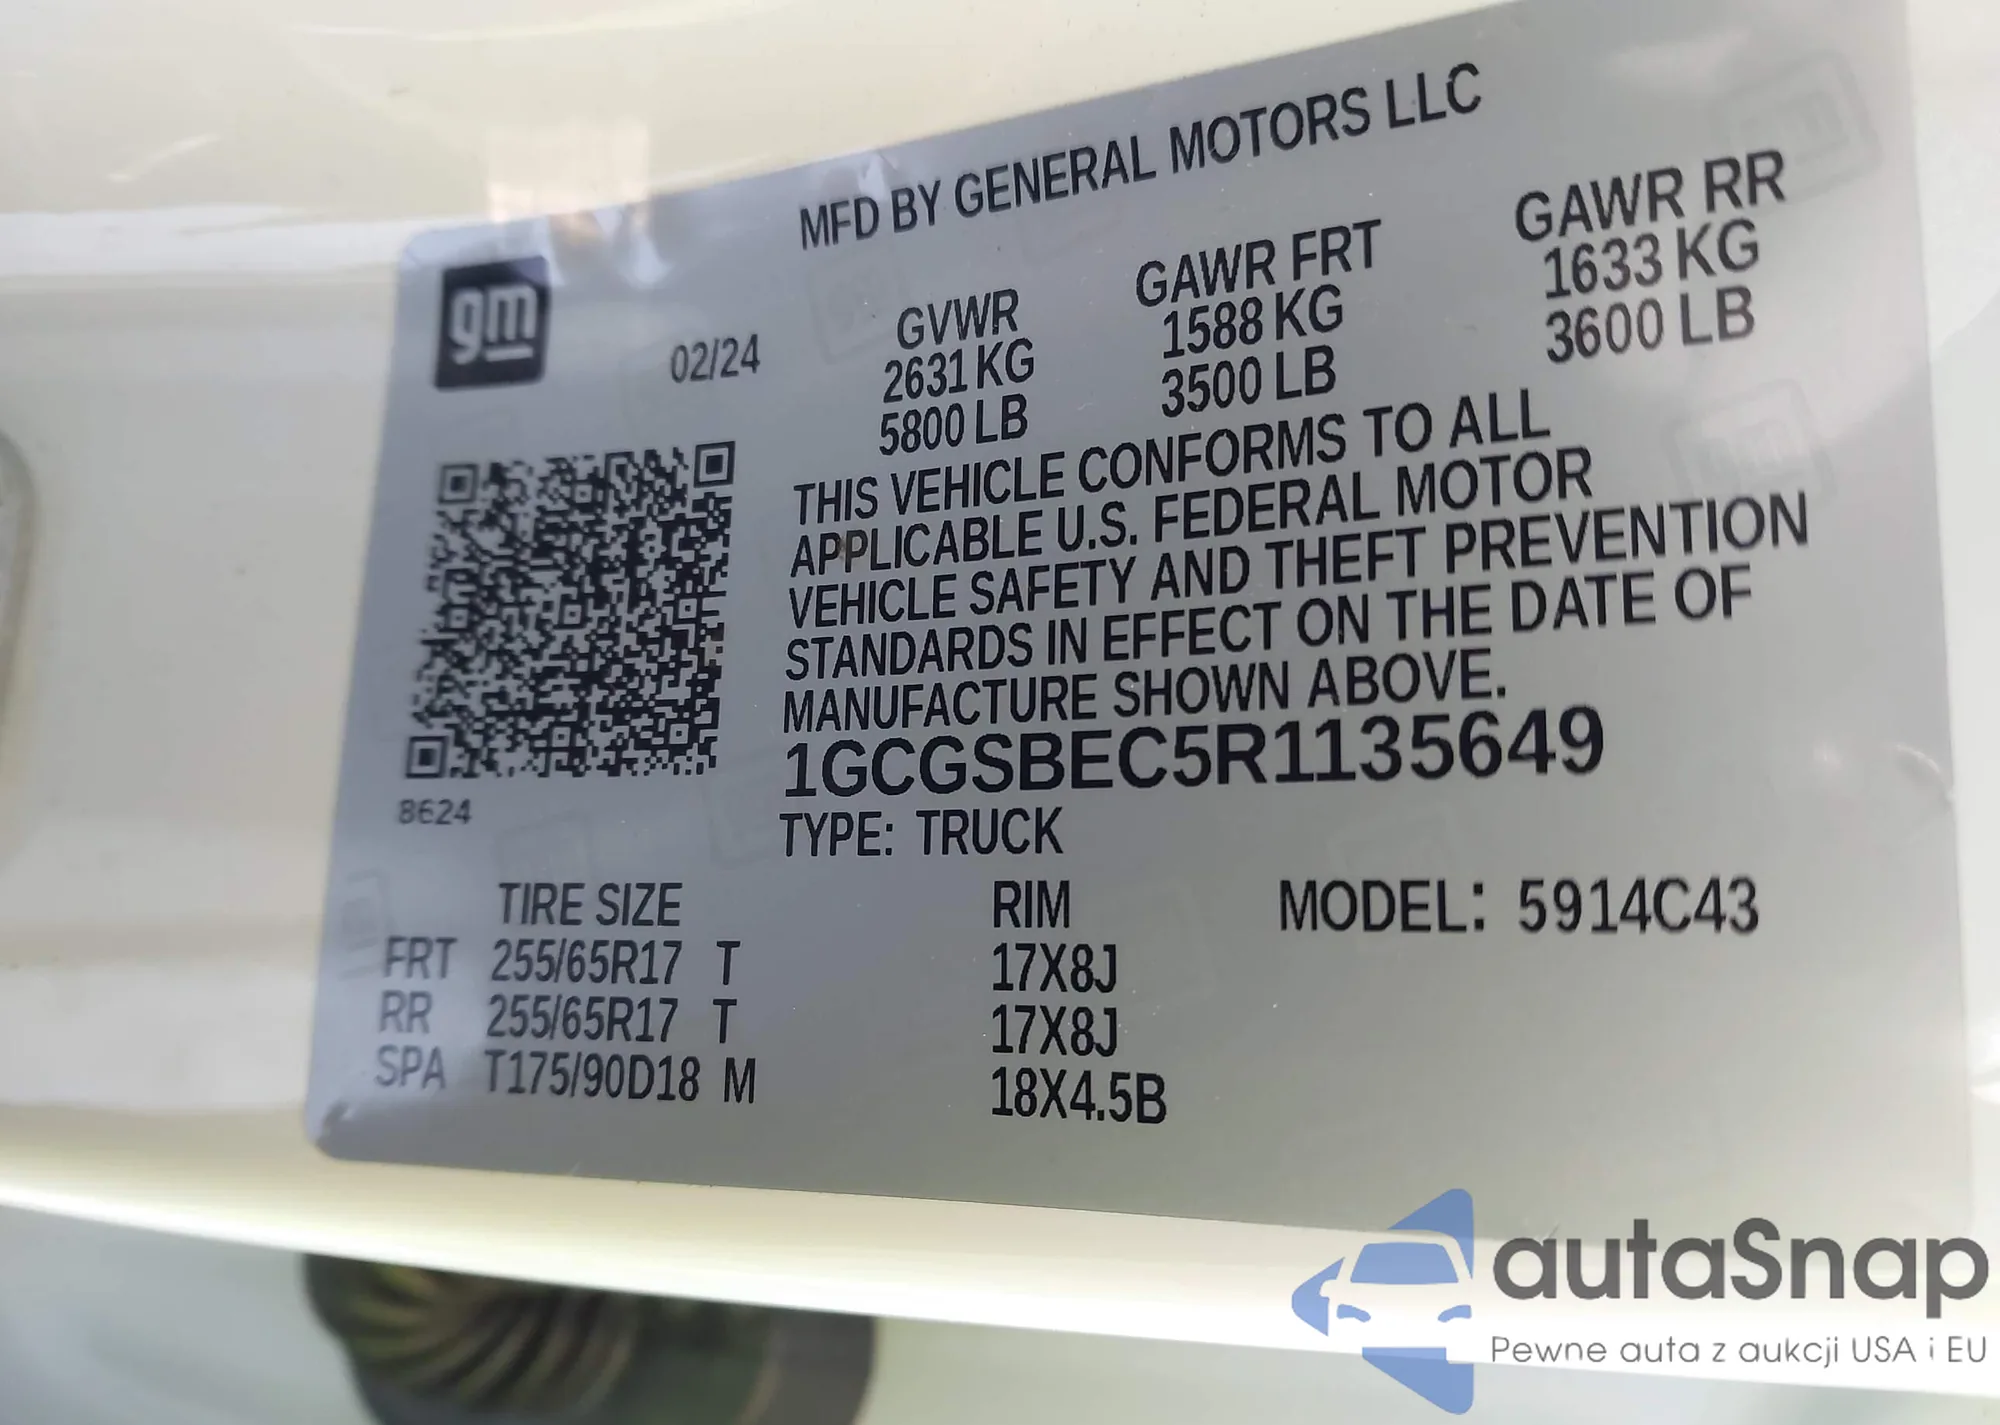 MFD BY GENERAL MOTORS LLC
gm
02/24
GVWR
2631 KG
5800 LB
GAWR FRT
1588 KG
3500 LB
GAWR RR
1633 KG
3600 LB
THIS VEHICLE CONFORMS TO ALL
APPLICABLE U.S. FEDERAL MOTOR
VEHICLE SAFETY AND THEFT PREVENTION
STANDARDS IN EFFECT ON THE DATE OF
MANUFACTURE SHOWN ABOVE.
1GCGSBEC5R1135649
8624
TYPE: TRUCK
TIRE SIZE RIM MODEL: 5914C43
FRT 255/65R17 T 17X8J
RR 255/65R17 T 17X8J
SPA T175/90D18 M 18X4.5B
autaSnap
Pewne auta z aukcji USA i EU